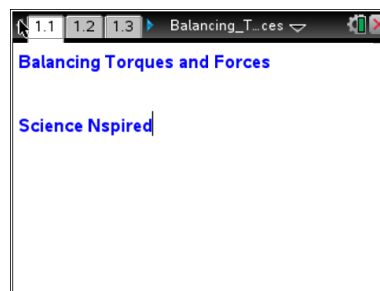 1.1 1.2 1.3 Balancing_T...ces
Balancing Torques and Forces
Science Nspired